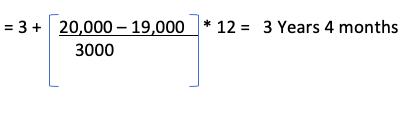 = 3 + [ 20,000 – 19,000 ] * 12 = 3 Years 4 months
3000